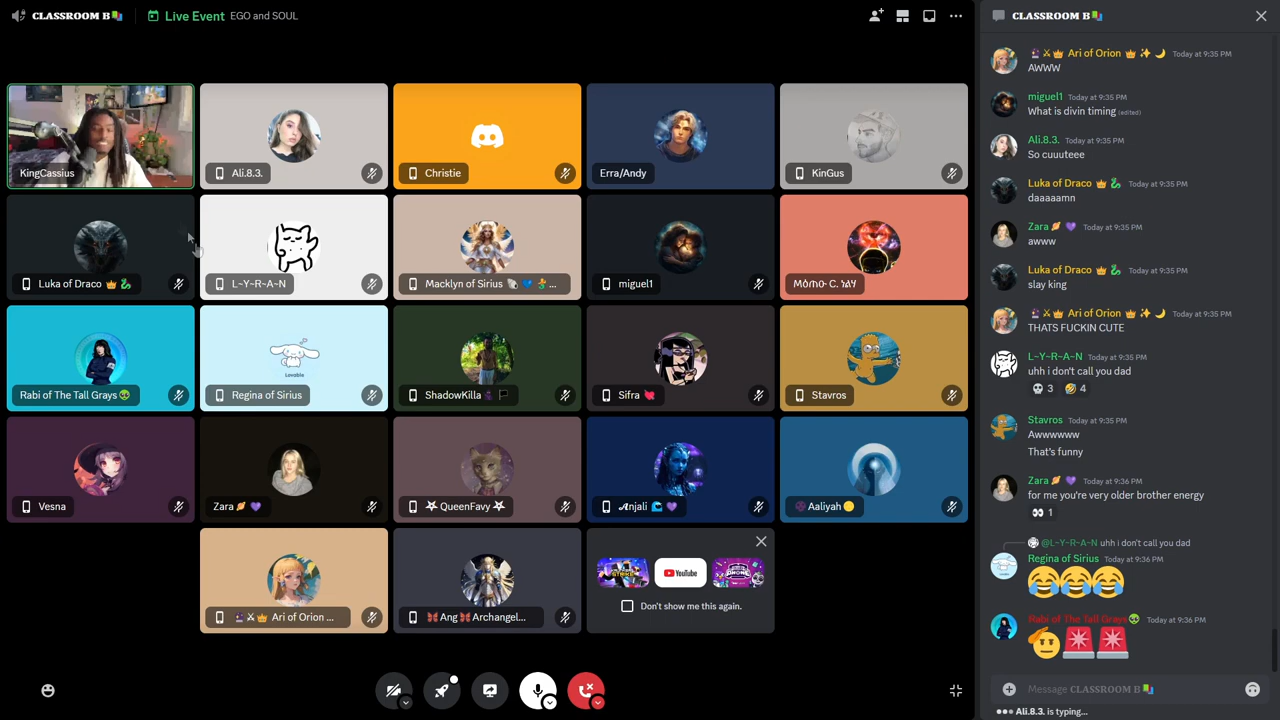 CLASSROOM B
Live Event EGO and SOUL
KingCassius
Ali.8.3.
Christie
Erra/Andy
KinGus
Luka of Draco
L~Y~R~A~N
Macklyn of Sirius ...
miguel1
Rabi of The Tall Grays
Regina of Sirius
Lovable
ShadowKilla
Sifra
Stavros
Vesna
Zara
QueenFavy
𝓐njali
Aaliyah
Ari of Orion ...
Ang Archangel...
STRIKE
YouTube
Don't show me this again.
CLASSROOM B
Ari of Orion Today at 9:35 PM
AWWW
miguel1 Today at 9:35 PM
What is divin timing (edited)
Ali.8.3. Today at 9:35 PM
So cuuuteee
Luka of Draco Today at 9:35 PM
daaaaamn
Zara Today at 9:35 PM
awww
Luka of Draco Today at 9:35 PM
slay king
Ari of Orion Today at 9:35 PM
THATS FUCKIN CUTE
L~Y~R~A~N Today at 9:35 PM
uhh i don't call you dad
3 4
Stavros Today at 9:35 PM
Awwwwww
That's funny
Zara Today at 9:36 PM
for me you're very older brother energy
1
@L~Y~R~A~N uhh i don't call you dad
Regina of Sirius Today at 9:36 PM
Rabi of The Tall Grays Today at 9:36 PM
Message CLASSROOM B
Ali.8.3. is typing...